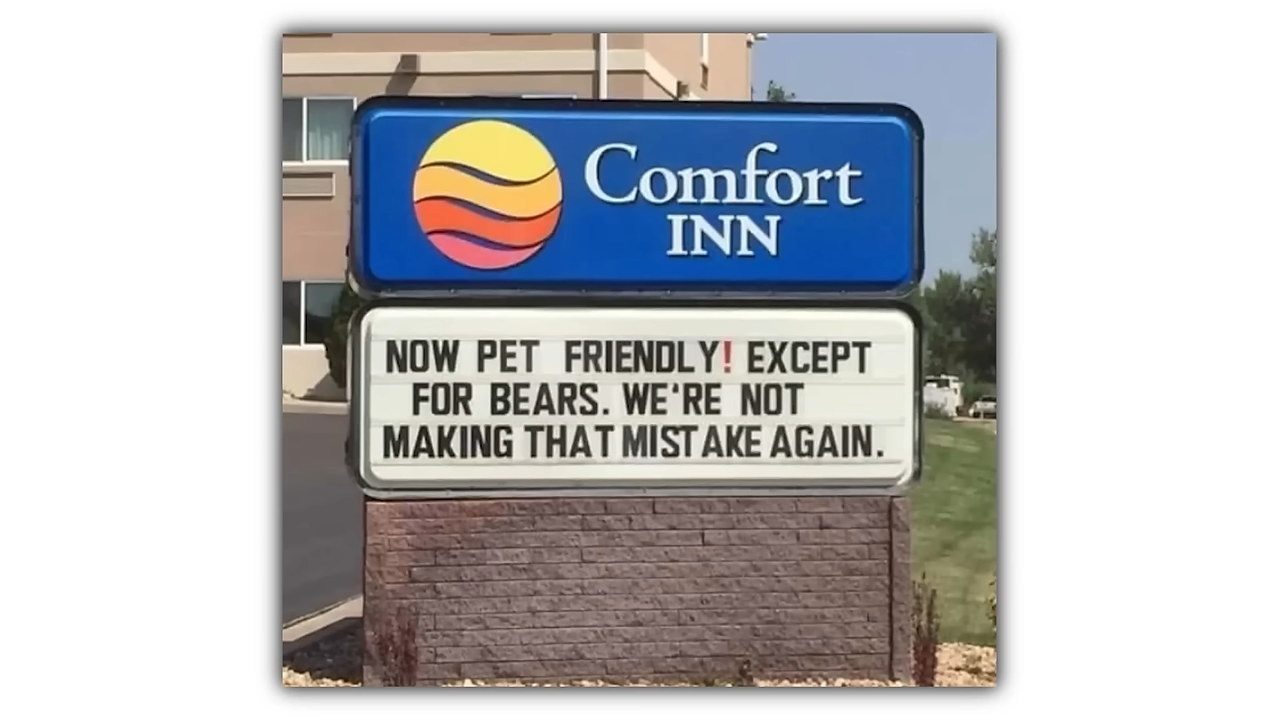 Comfort
INN
NOW PET FRIENDLY! EXCEPT
FOR BEARS. WE'RE NOT
MAKING THAT MISTAKE AGAIN.